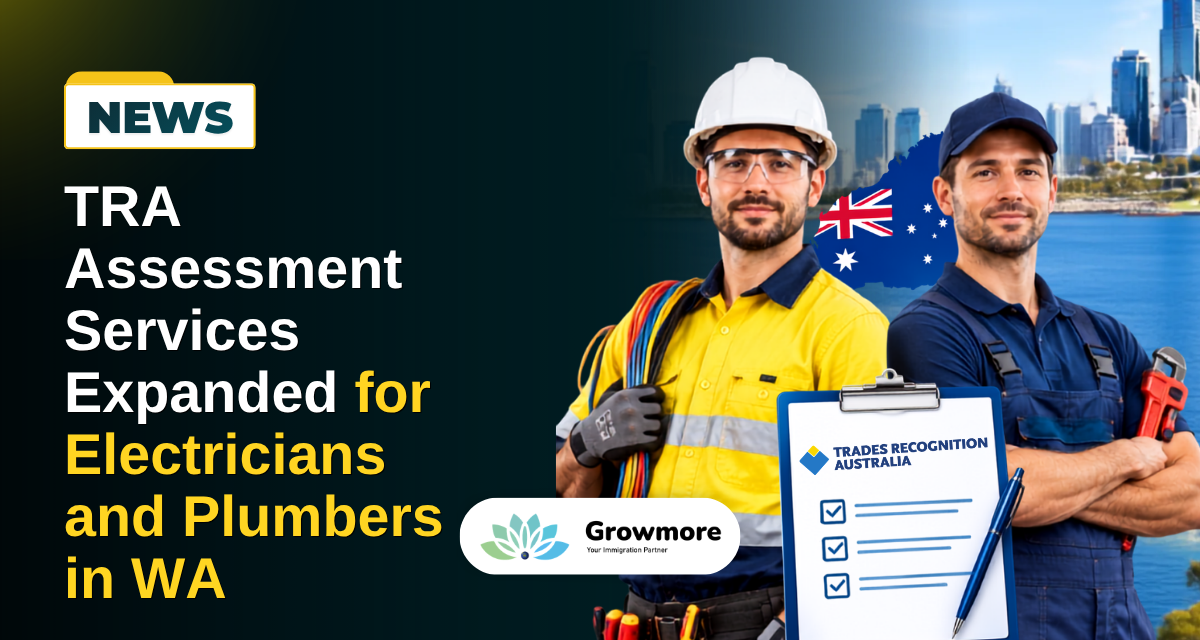 NEWS
TRA
Assessment
Services
Expanded for
Electricians
and Plumbers
in WA
Growmore
Your Immigration Partner
TRADES RECOGNITION
AUSTRALIA